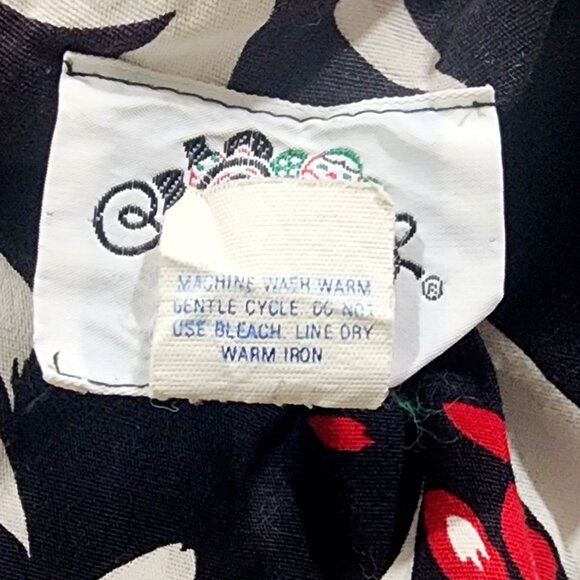 MACHINE WASH WARM
GENTLE CYCLE. DO NOT
USE BLEACH. LINE DRY
WARM IRON
®